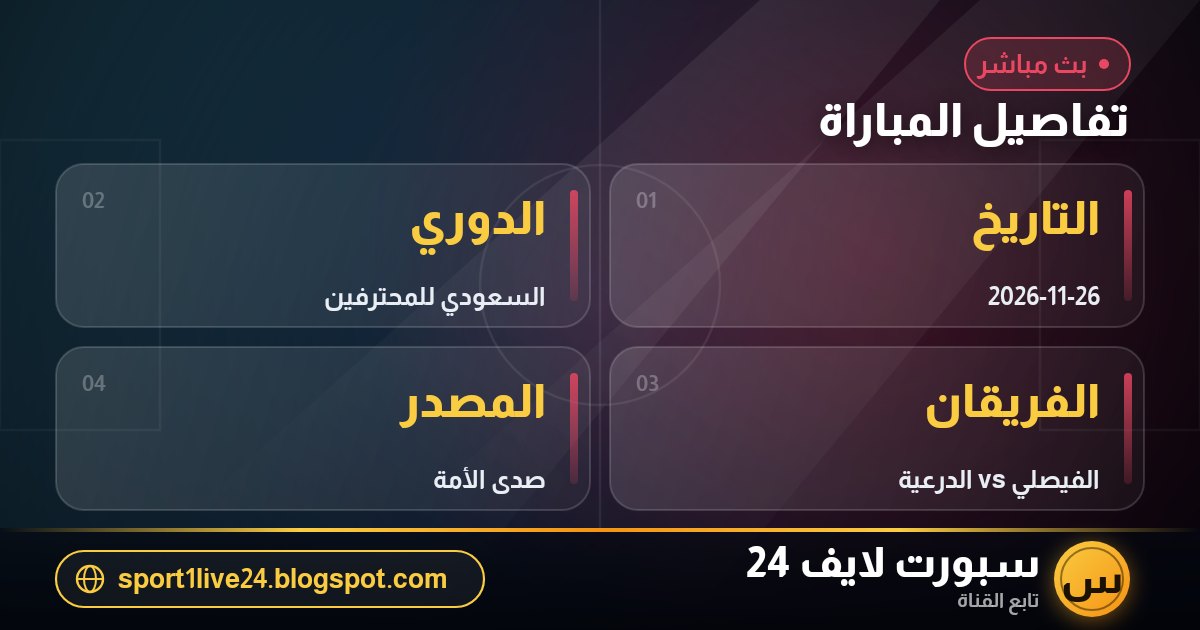 بث مباشر
تفاصيل المباراة
01
التاريخ
2026-11-26
02
الدوري
السعودي للمحترفين
03
الفريقان
الفيصلي vs الدرعية
04
المصدر
صدى الأمة
س
سبورت لايف 24
تابع القناة
sport1live24.blogspot.com